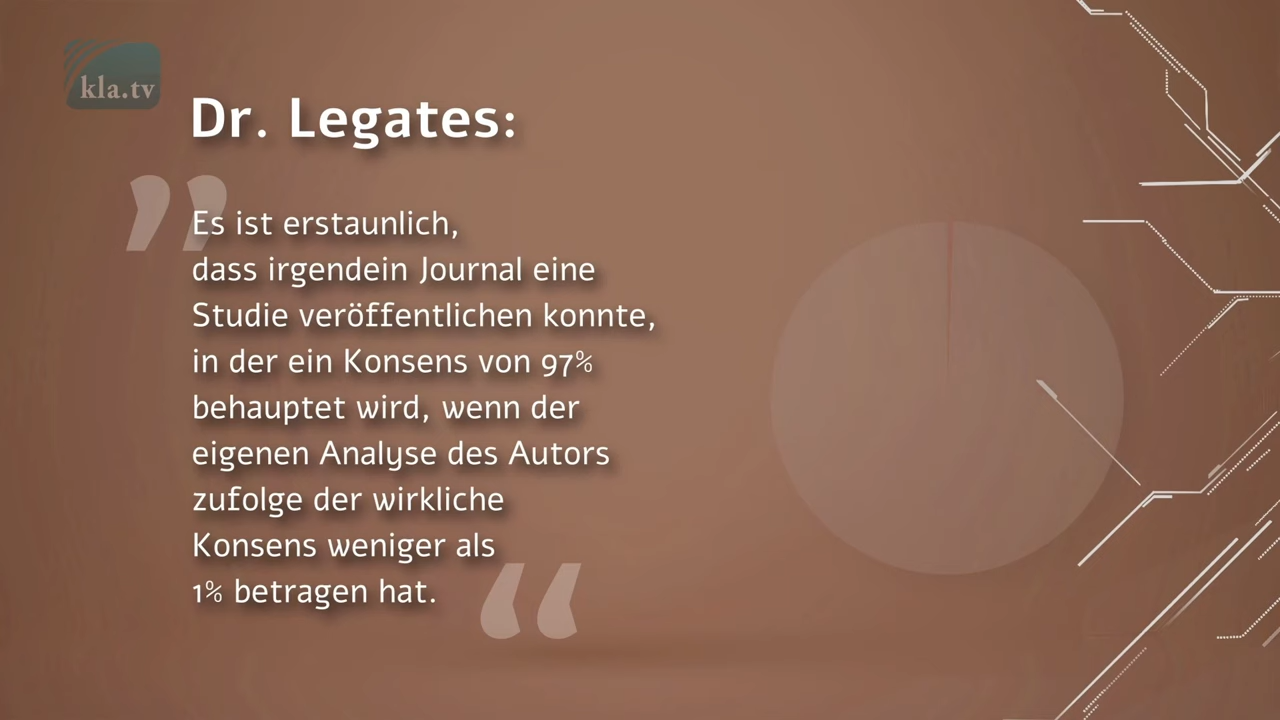 kla.tv
Dr. Legates:
„Es ist erstaunlich,
dass irgendein Journal eine
Studie veröffentlichen konnte,
in der ein Konsens von 97%
behauptet wird, wenn der
eigenen Analyse des Autors
zufolge der wirkliche
Konsens weniger als
1% betragen hat.“